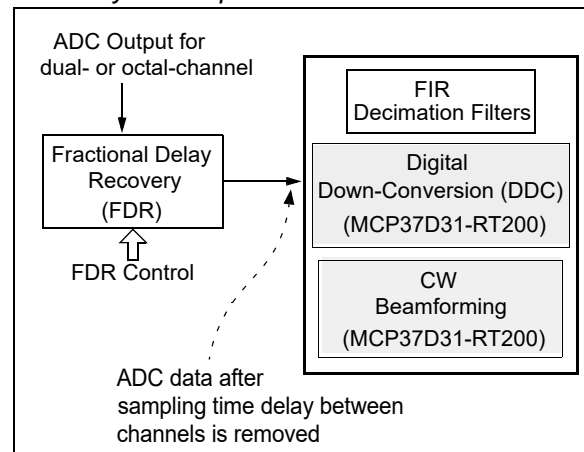 ADC Output for
dual- or octal-channel
Fractional Delay
Recovery
(FDR)
FDR Control
FIR
Decimation Filters
Digital
Down-Conversion (DDC)
(MCP37D31-RT200)
CW
Beamforming
(MCP37D31-RT200)
ADC data after
sampling time delay between
channels is removed